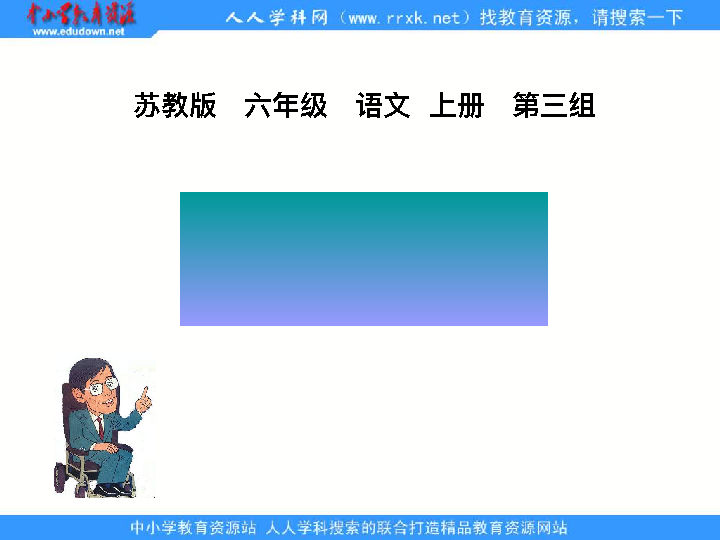 中小学教育资源
www.edudown.net
人人学科网（www.rrxk.net）找教育资源，请搜索一下
苏教版 六年级 语文 上册 第三组
中小学教育资源站 人人学科搜索的联合打造精品教育资源网站